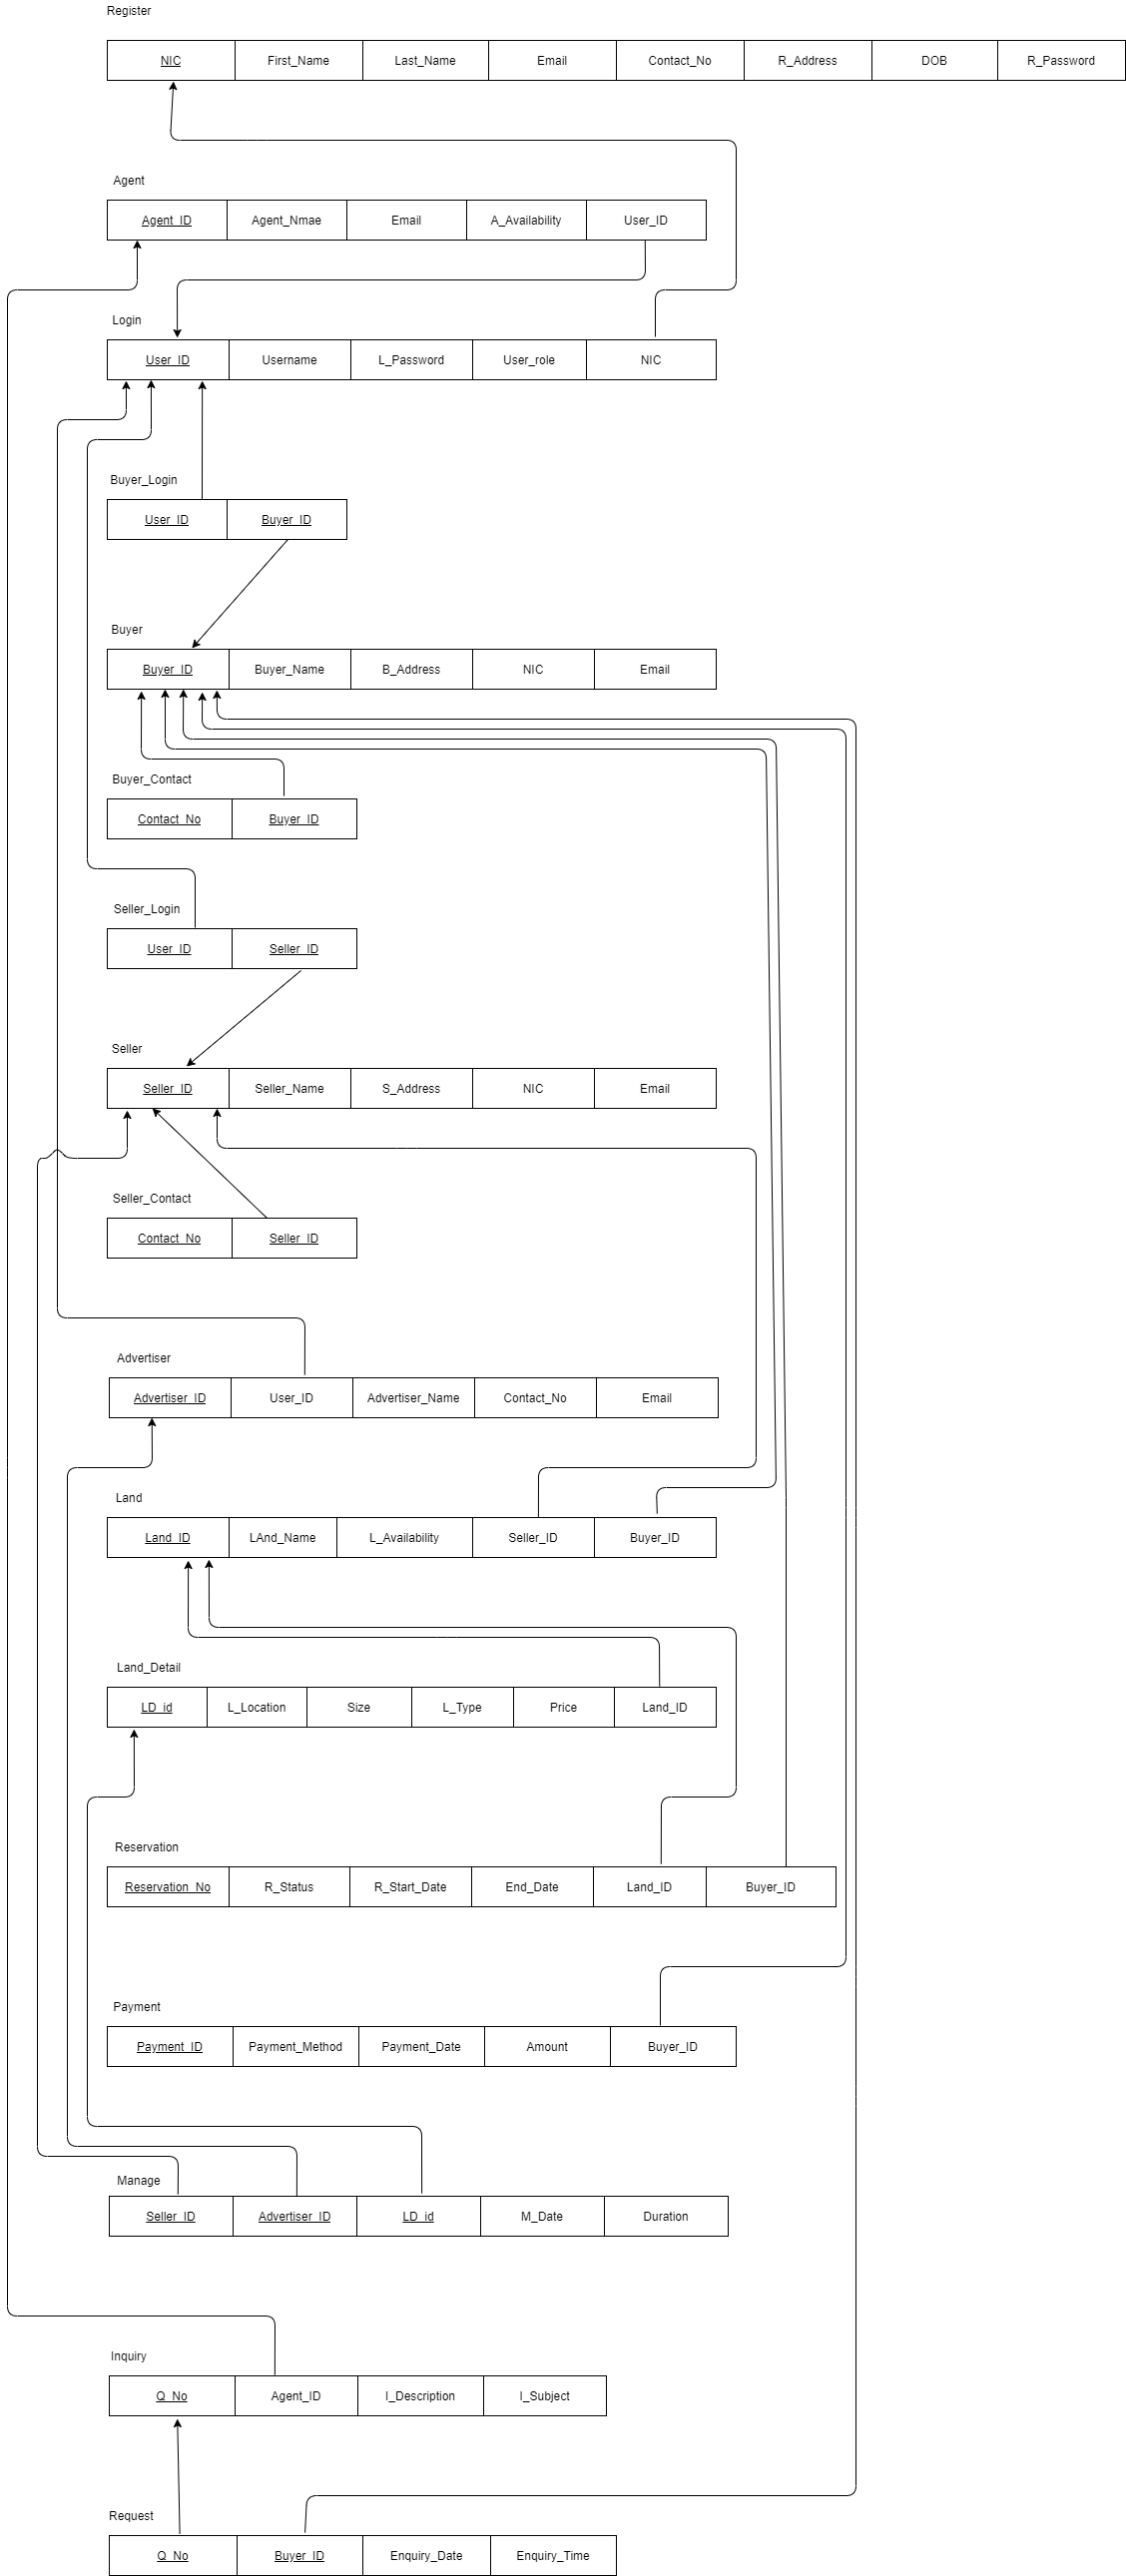 Register
NIC First_Name Last_Name Email Contact_No R_Address DOB R_Password
Agent
Agent_ID Agent_Nmae Email A_Availability User_ID
Login
User_ID Username L_Password User_role NIC
Buyer_Login
User_ID Buyer_ID
Buyer
Buyer_ID Buyer_Name B_Address NIC Email
Buyer_Contact
Contact_No Buyer_ID
Seller_Login
User_ID Seller_ID
Seller
Seller_ID Seller_Name S_Address NIC Email
Seller_Contact
Contact_No Seller_ID
Advertiser
Advertiser_ID User_ID Advertiser_Name Contact_No Email
Land
Land_ID LAnd_Name L_Availability Seller_ID Buyer_ID
Land_Detail
LD_id L_Location Size L_Type Price Land_ID
Reservation
Reservation_No R_Status R_Start_Date End_Date Land_ID Buyer_ID
Payment
Payment_ID Payment_Method Payment_Date Amount Buyer_ID
Manage
Seller_ID Advertiser_ID LD_id M_Date Duration
Inquiry
Q_No Agent_ID I_Description I_Subject
Request
Q_No Buyer_ID Enquiry_Date Enquiry_Time